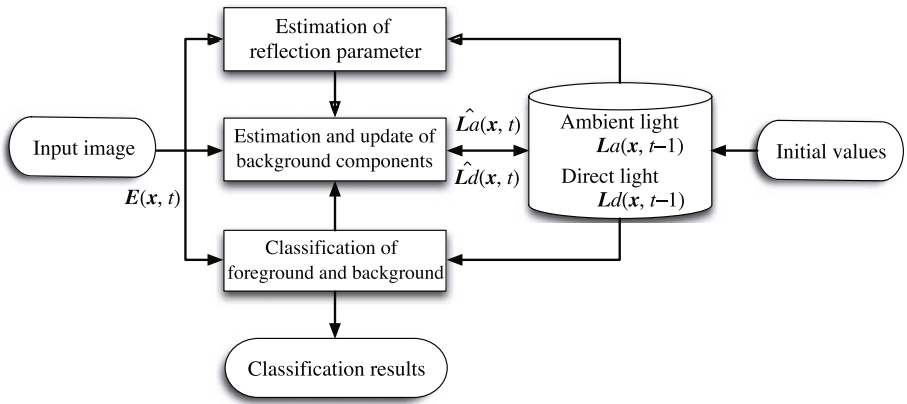 Estimation of
reflection parameter
Input image
E(x, t)
Estimation and update of
background components
L̂a(x, t)
L̂d(x, t)
Ambient light
La(x, t−1)
Direct light
Ld(x, t−1)
Initial values
Classification of
foreground and background
Classification results